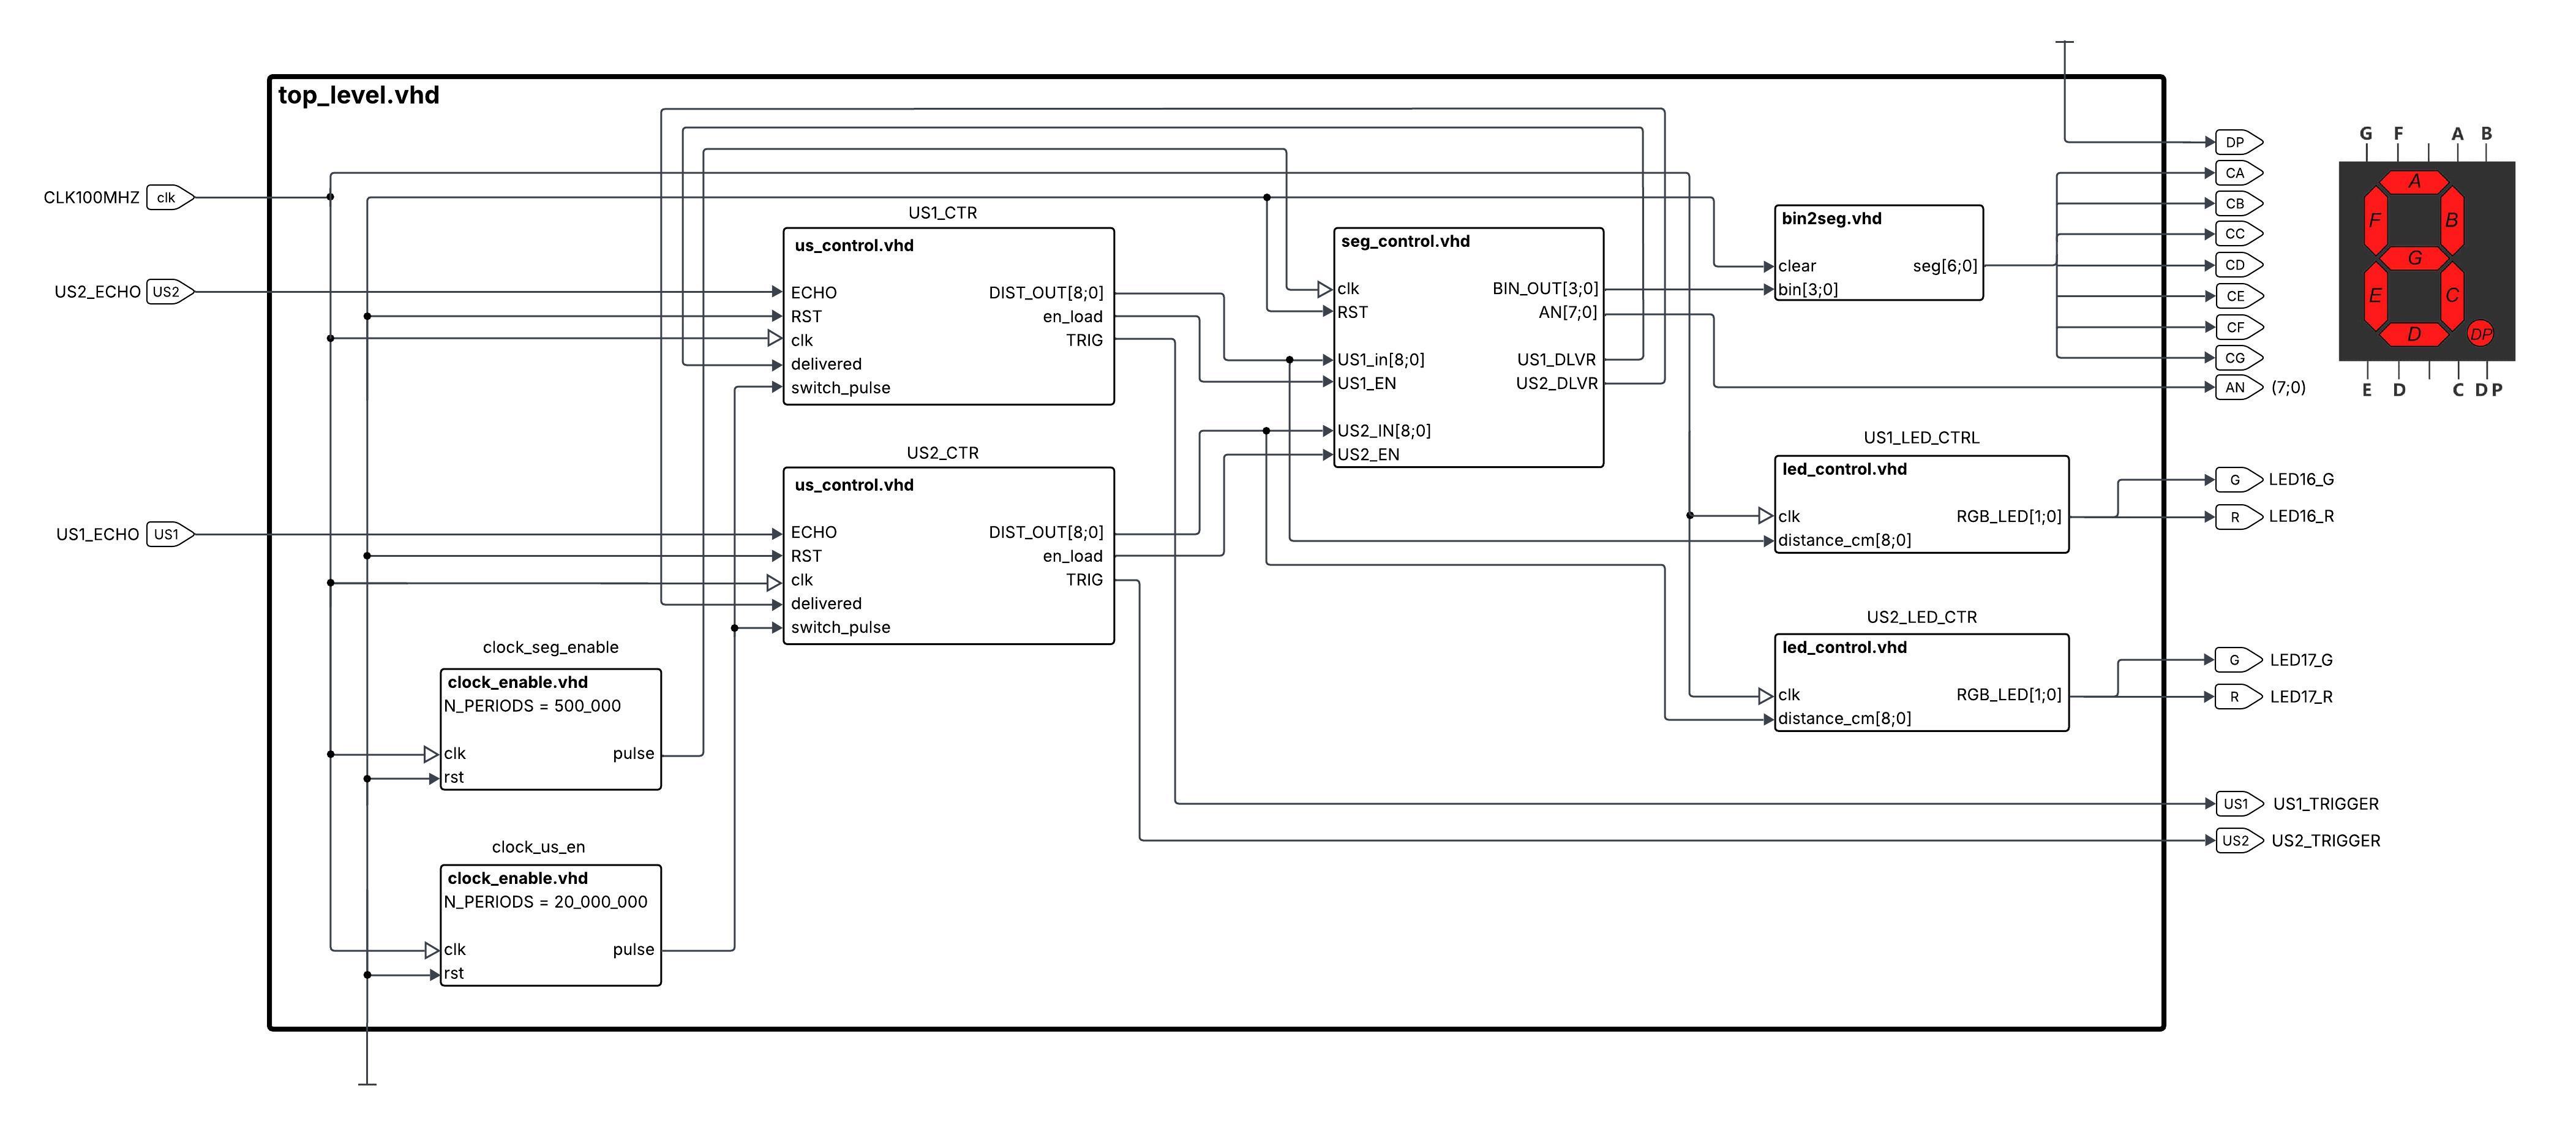 top_level.vhd
CLK100MHZ
clk
US2_ECHO
US2
US1_ECHO
US1
US1_CTR
us_control.vhd
ECHO
RST
clk
delivered
switch_pulse
DIST_OUT[8;0]
en_load
TRIG
US2_CTR
us_control.vhd
ECHO
RST
clk
delivered
switch_pulse
DIST_OUT[8;0]
en_load
TRIG
clock_seg_enable
clock_enable.vhd
N_PERIODS = 500_000
clk
rst
pulse
clock_us_en
clock_enable.vhd
N_PERIODS = 20_000_000
clk
rst
pulse
seg_control.vhd
clk
RST
US1_in[8;0]
US1_EN
US2_IN[8;0]
US2_EN
BIN_OUT[3;0]
AN[7;0]
US1_DLVR
US2_DLVR
bin2seg.vhd
clear
bin[3;0]
seg[6;0]
US1_LED_CTRL
led_control.vhd
clk
distance_cm[8;0]
RGB_LED[1;0]
US2_LED_CTR
led_control.vhd
clk
distance_cm[8;0]
RGB_LED[1;0]
DP
CA
CB
CC
CD
CE
CF
CG
AN (7;0)
G LED16_G
R LED16_R
G LED17_G
R LED17_R
US1 US1_TRIGGER
US2 US2_TRIGGER
G F A B
A
F B
G
E C
D DP
E D C DP